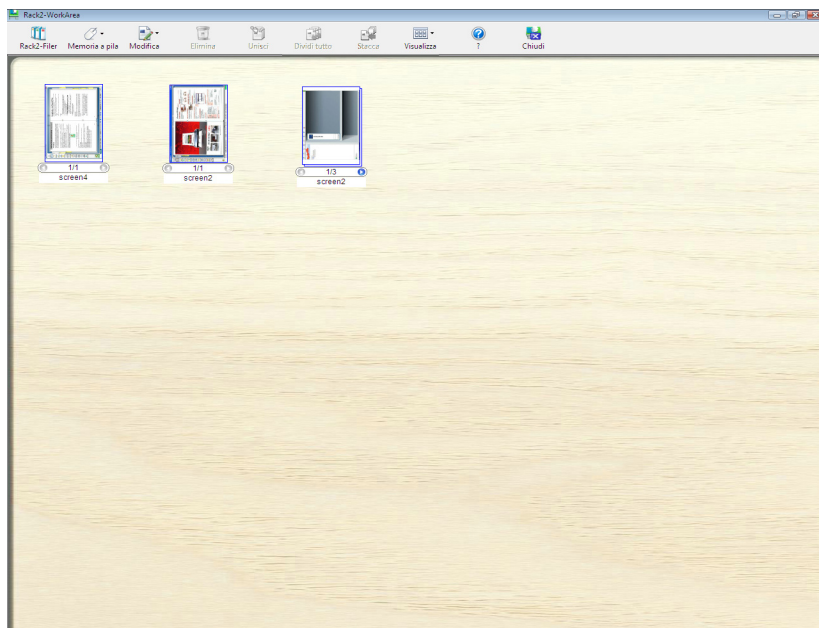 Rack2-WorkArea
Rack2-Filer Memoria a pila Modifica Elimina Unisci Dividi tutto Stacca Visualizza ? Chiudi
1/1 1/1 1/3
screen4 screen2 screen2